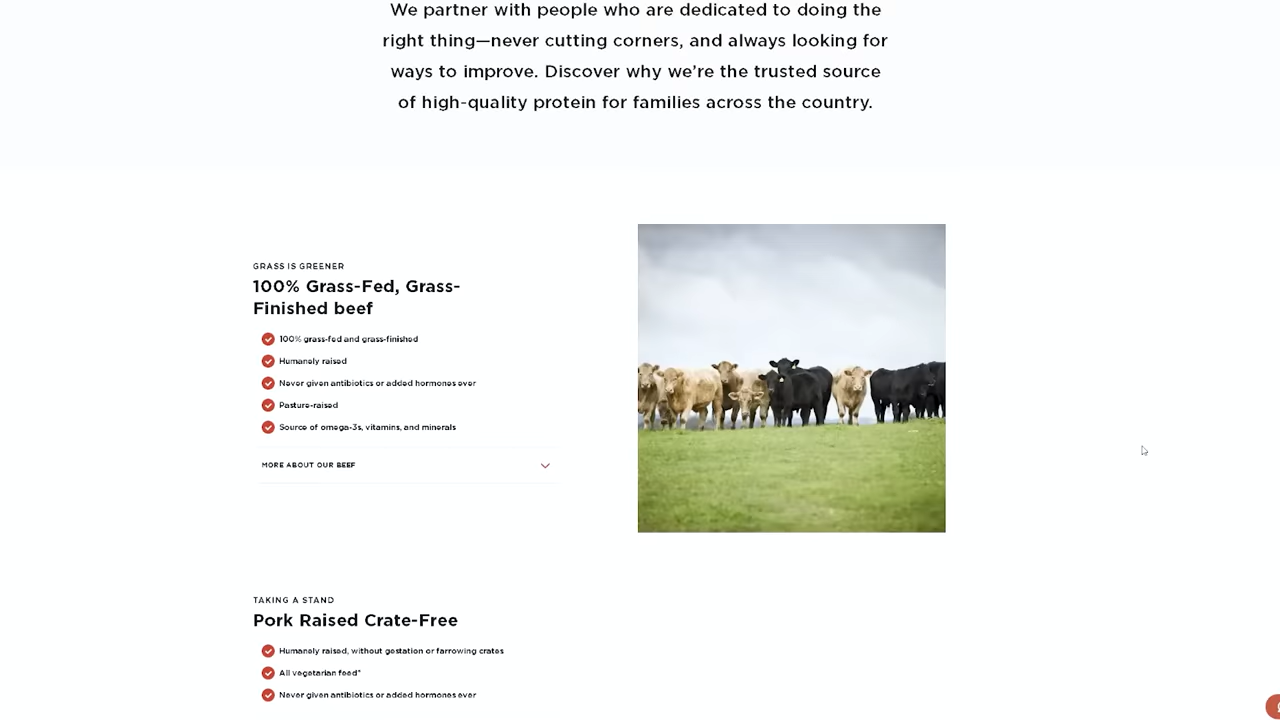 We partner with people who are dedicated to doing the
right thing—never cutting corners, and always looking for
ways to improve. Discover why we're the trusted source
of high-quality protein for families across the country.
GRASS IS GREENER
100% Grass-Fed, Grass-
Finished beef
100% grass-fed and grass-finished
Humanely raised
Never given antibiotics or added hormones ever
Pasture-raised
Source of omega-3s, vitamins, and minerals
MORE ABOUT OUR BEEF
TAKING A STAND
Pork Raised Crate-Free
Humanely raised, without gestation or farrowing crates
All vegetarian feed*
Never given antibiotics or added hormones ever